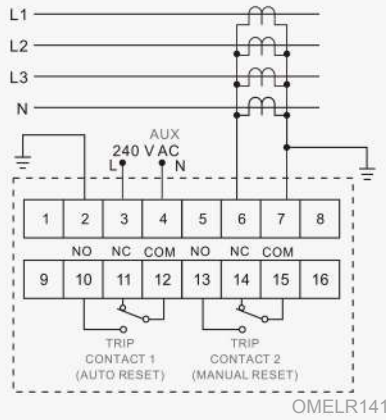 L1
L2
L3
N
AUX
240 V AC
L N
1 2 3 4 5 6 7 8
NO NC COM NO NC COM
9 10 11 12 13 14 15 16
TRIP
CONTACT 1
(AUTO RESET)
TRIP
CONTACT 2
(MANUAL RESET)
OMELR141